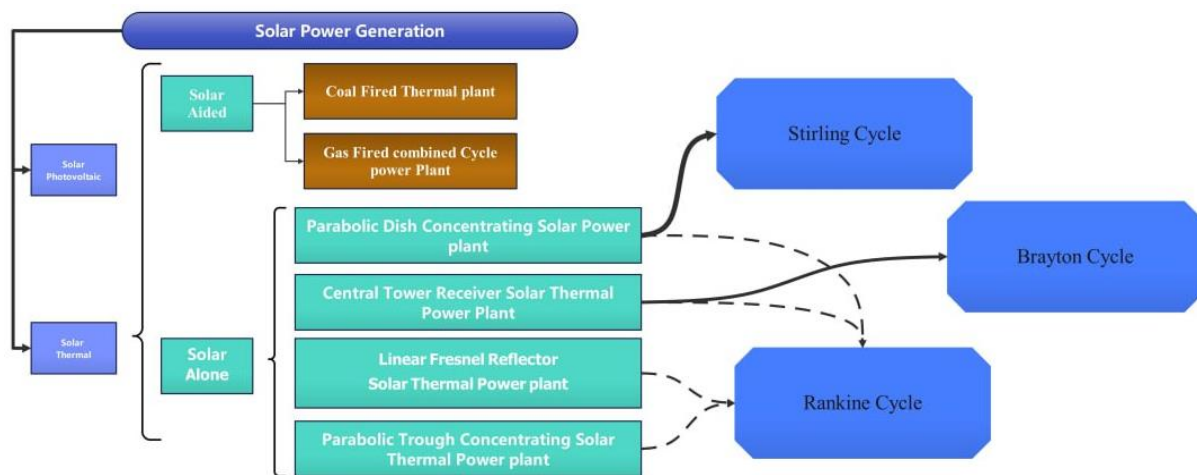 Solar Power Generation
Solar
Aided
Coal Fired Thermal plant
Gas Fired combined Cycle
power Plant
Stirling Cycle
Solar
Photovoltaic
Parabolic Dish Concentrating Solar Power
plant
Brayton Cycle
Central Tower Receiver Solar Thermal
Power Plant
Solar
Thermal
Solar
Alone
Linear Fresnel Reflector
Solar Thermal Power plant
Rankine Cycle
Parabolic Trough Concentrating Solar
Thermal Power plant